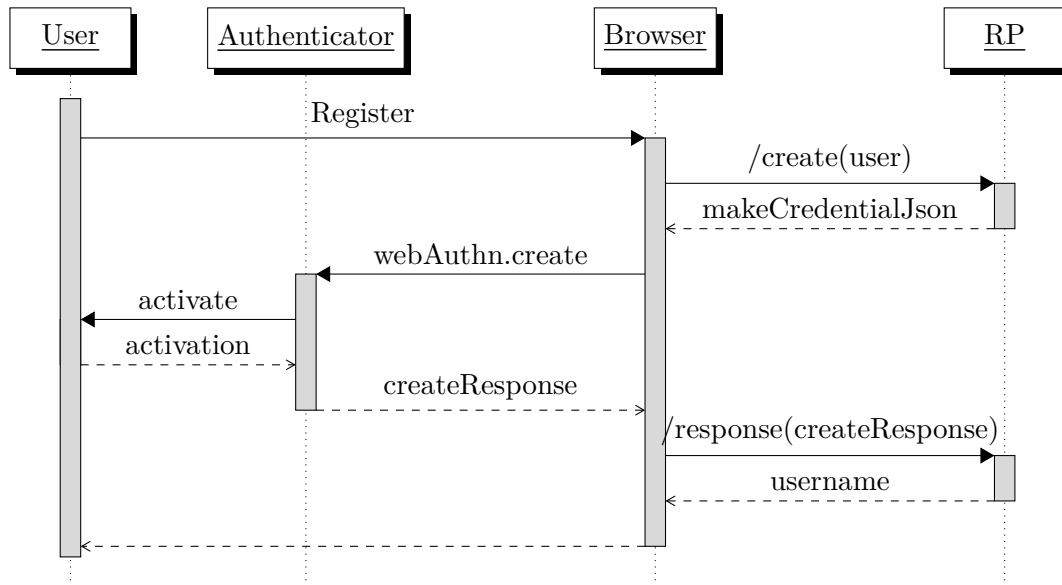 User
Authenticator
Browser
RP
Register
/create(user)
makeCredentialJson
webAuthn.create
activate
activation
createResponse
/response(createResponse)
username